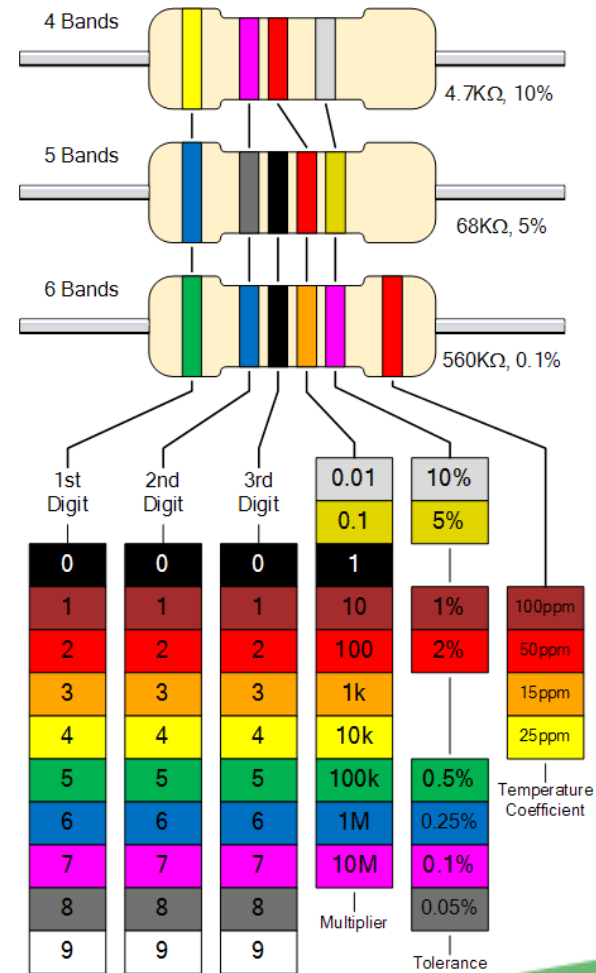 4 Bands
4.7KΩ, 10%
5 Bands
68KΩ, 5%
6 Bands
560KΩ, 0.1%
1st
Digit
2nd
Digit
3rd
Digit
0.01
10%
0.1
5%
0 0 0 1
1 1 1 10 1% 100ppm
2 2 2 100 2% 50ppm
3 3 3 1k 15ppm
4 4 4 10k 25ppm
5 5 5 100k 0.5%
6 6 6 1M 0.25%
7 7 7 10M 0.1%
8 8 8 0.05%
9 9 9
Multiplier
Tolerance
Temperature
Coefficient